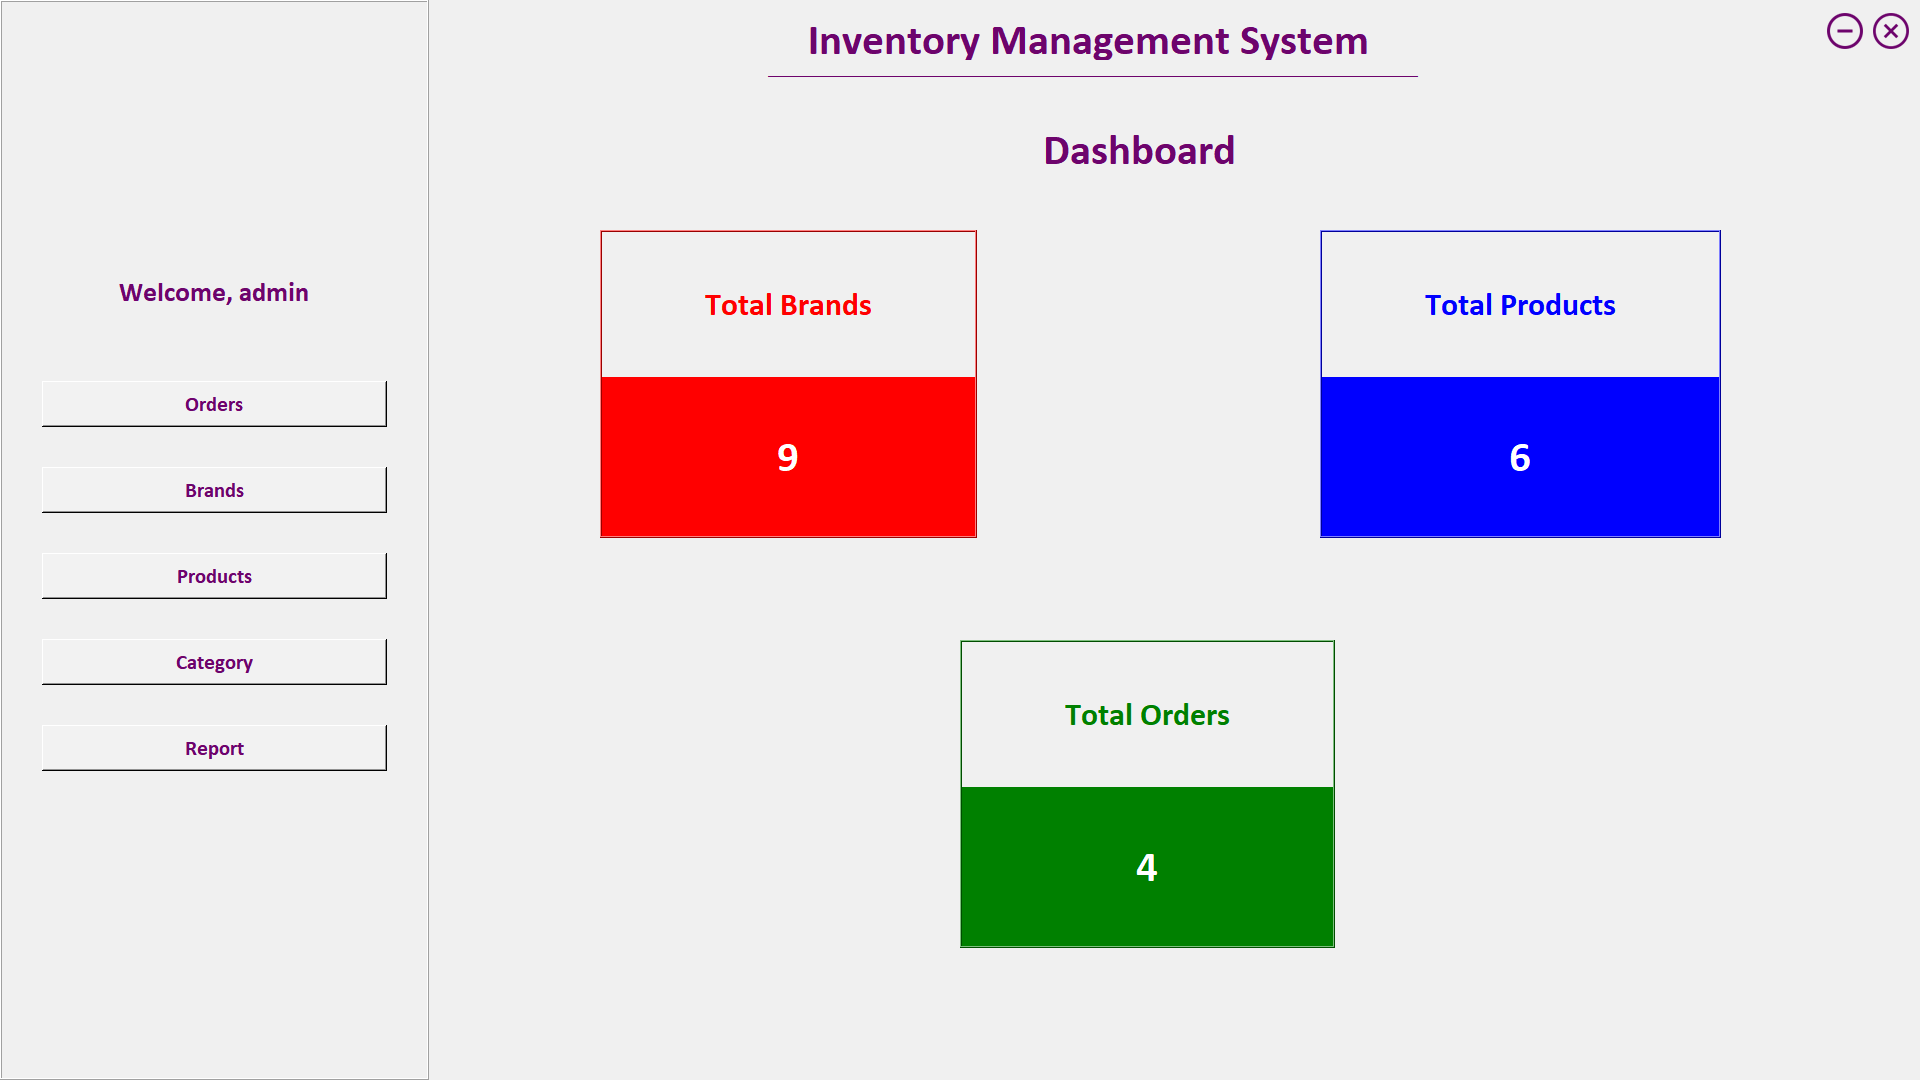 Inventory Management System
Dashboard
Welcome, admin
Orders
Brands
Products
Category
Report
Total Brands
9
Total Products
6
Total Orders
4